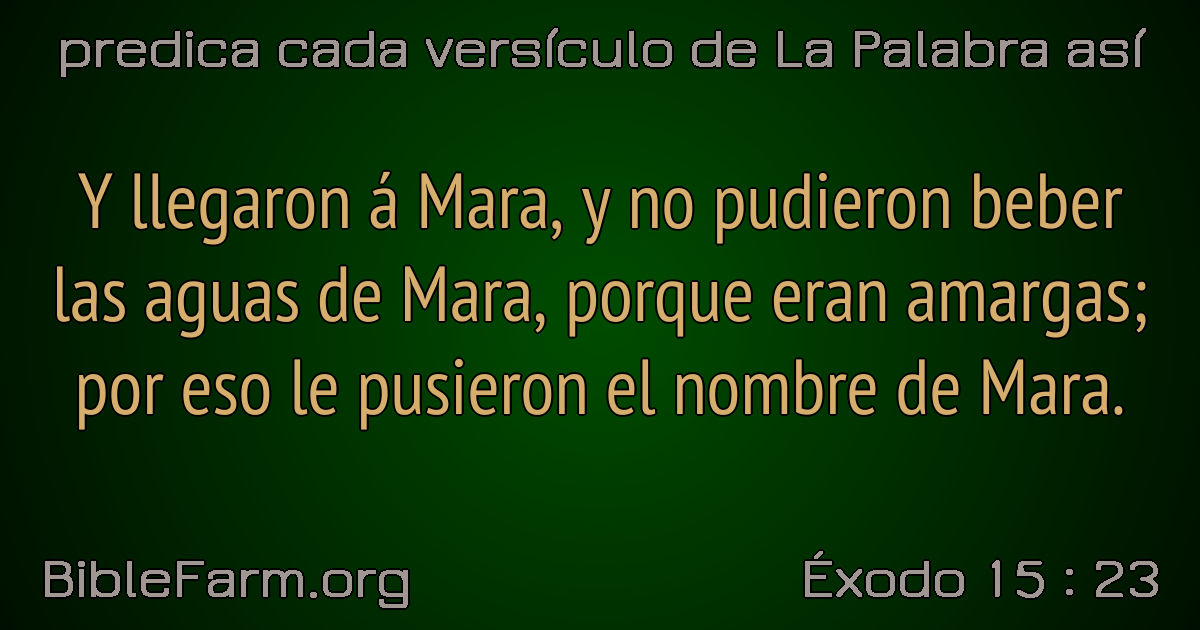 predica cada versículo de La Palabra así
Y llegaron á Mara, y no pudieron beber
las aguas de Mara, porque eran amargas;
por eso le pusieron el nombre de Mara.
BibleFarm.org
Éxodo 15 : 23